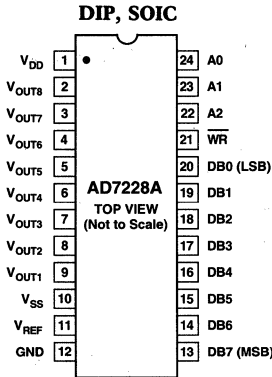 DIP, SOIC
VDD 1 24 A0
VOUT8 2 23 A1
VOUT7 3 22 A2
VOUT6 4 21 WR
VOUT5 5 20 DB0 (LSB)
VOUT4 6 19 DB1
VOUT3 7 18 DB2
VOUT2 8 17 DB3
VOUT1 9 16 DB4
VSS 10 15 DB5
VREF 11 14 DB6
GND 12 13 DB7 (MSB)
AD7228A
TOP VIEW
(Not to Scale)